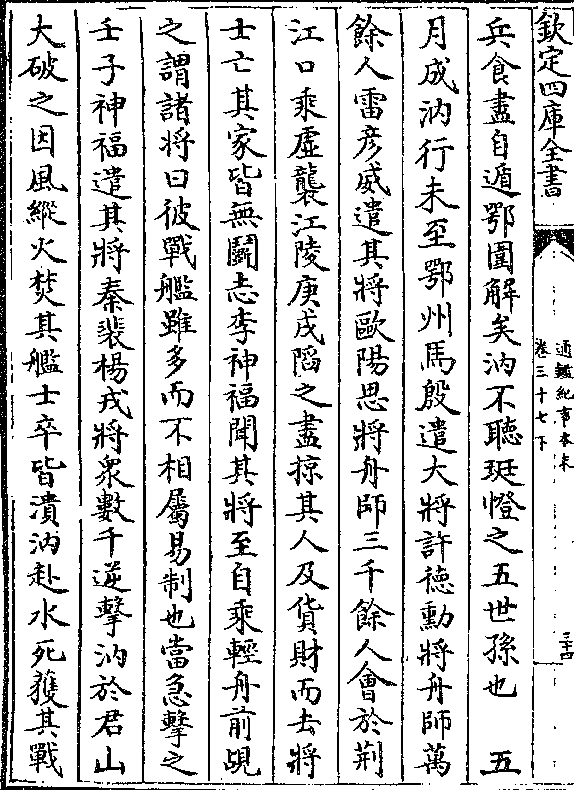 欽定四庫全書
通鑑紀事本末
卷三十七下
三十四
兵食盡自遁鄂圍解矣汭不聽珽憕之五世孫也　五
月成汭行未至鄂州馬殷遣大將許德勳將舟師萬
餘人雷彥威遣其將歐陽思將舟師三千餘人會於荆
江口乘虛襲江陵庚戌䧟之盡掠其人及貨財而去將
士亡其家皆無鬭志李神福聞其將至自乘輕舟前覘
之謂諸將曰彼戰艦雖多而不相屬易制也當急擊之
壬子神福遣其將秦裴楊戎將衆數千逆擊汭於君山
大破之因風縱火焚其艦士卒皆潰汭赴水死獲其戰